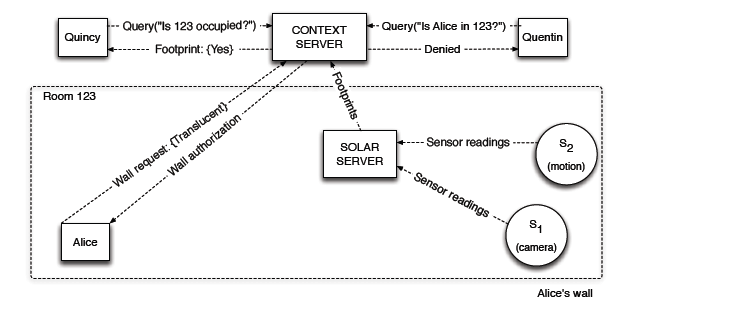 Quincy
Query("Is 123 occupied?")
Footprint: {Yes}
CONTEXT
SERVER
Query("Is Alice in 123?")
Denied
Quentin
Room 123
Wall request: {Translucent}
Wall authorization
Footprints
SOLAR
SERVER
Sensor readings
S2
(motion)
Sensor readings
S1
(camera)
Alice
Alice's wall